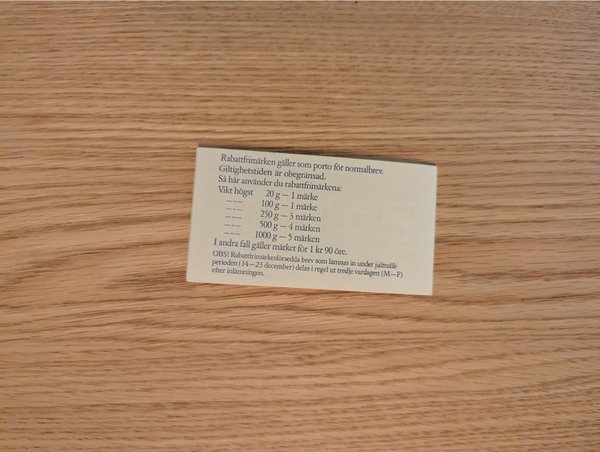 Rabattfrimärken gäller som porto för normalbrev.
Giltighetstiden är obegränsad.
Så här använder du rabattfrimärkena:
Vikt högst 20 g — 1 märke
—"— 100 g — 1 märke
—"— 250 g — 3 märken
—"— 500 g — 4 märken
—"— 1000 g — 5 märken
I andra fall gäller märket för 1 kr 90 öre.
OBS! Rabattfrimärkesförsedda brev som lämnas in under jultrafik-
perioden (14—23 december) delas i regel ut tredje vardagen (M—F)
efter inlämningen.